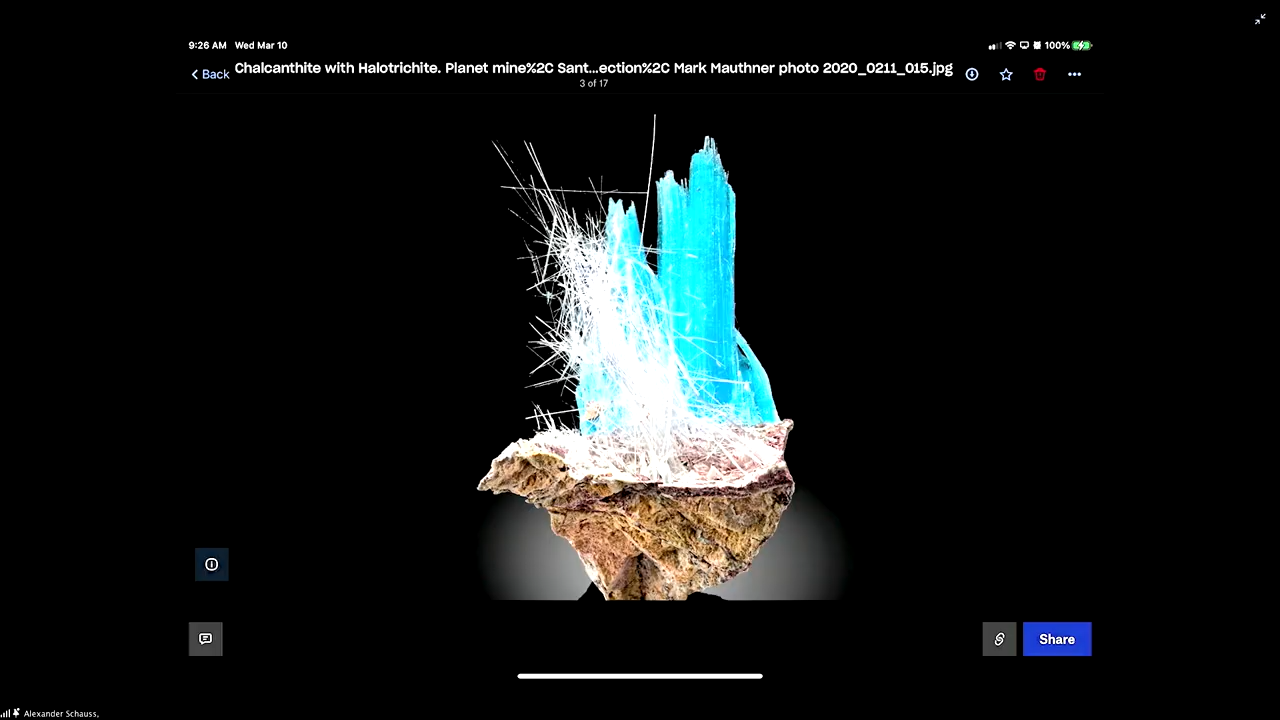 9:26 AM Wed Mar 10
100%
Back
Chalcanthite with Halotrichite. Planet mine%2C Sant...ection%2C Mark Mauthner photo 2020_0211_015.jpg
3 of 17
Share
Alexander Schauss,